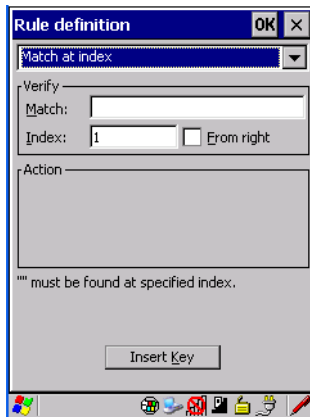 Rule definition OK ×
Match at index
Verify
Match:
Index: 1 From right
Action
"" must be found at specified index.
Insert Key